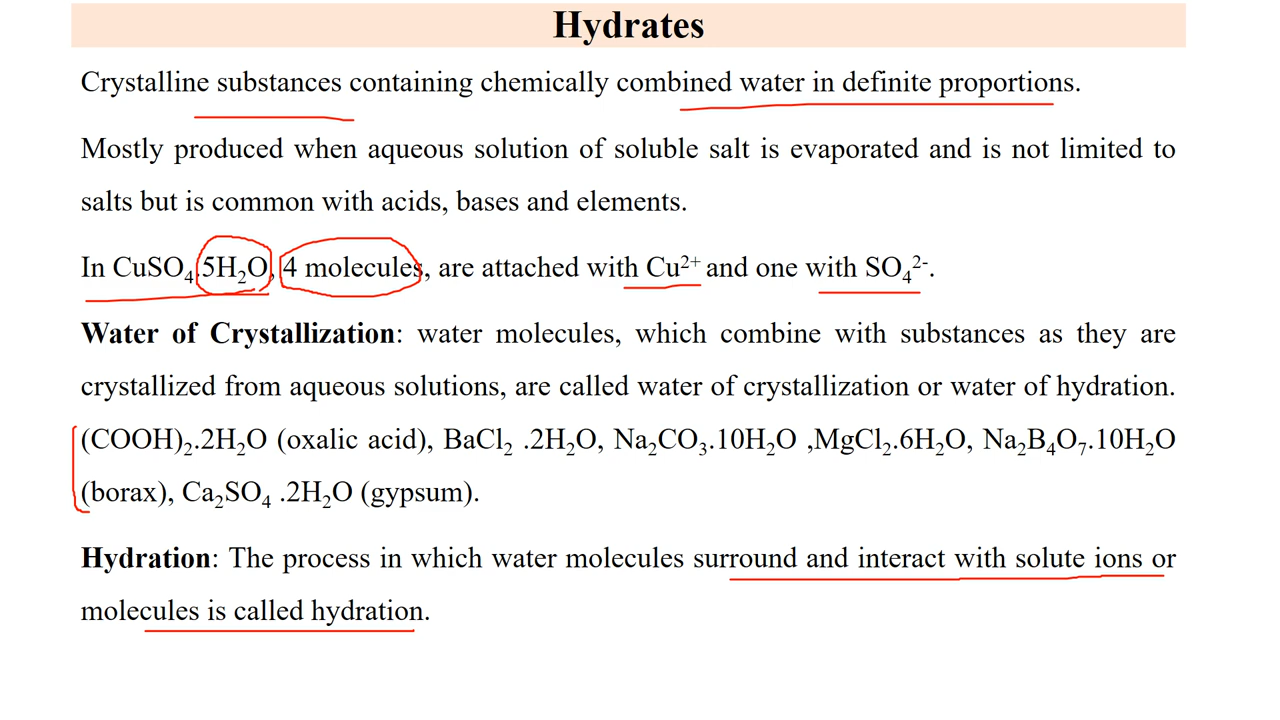 Hydrates
Crystalline substances containing chemically combined water in definite proportions.
Mostly produced when aqueous solution of soluble salt is evaporated and is not limited to
salts but is common with acids, bases and elements.
In CuSO₄.5H₂O, 4 molecules, are attached with Cu²⁺ and one with SO₄²⁻.
Water of Crystallization: water molecules, which combine with substances as they are
crystallized from aqueous solutions, are called water of crystallization or water of hydration.
(COOH)₂.2H₂O (oxalic acid), BaCl₂ .2H₂O, Na₂CO₃.10H₂O ,MgCl₂.6H₂O, Na₂B₄O₇.10H₂O
(borax), Ca₂SO₄ .2H₂O (gypsum).
Hydration: The process in which water molecules surround and interact with solute ions or
molecules is called hydration.